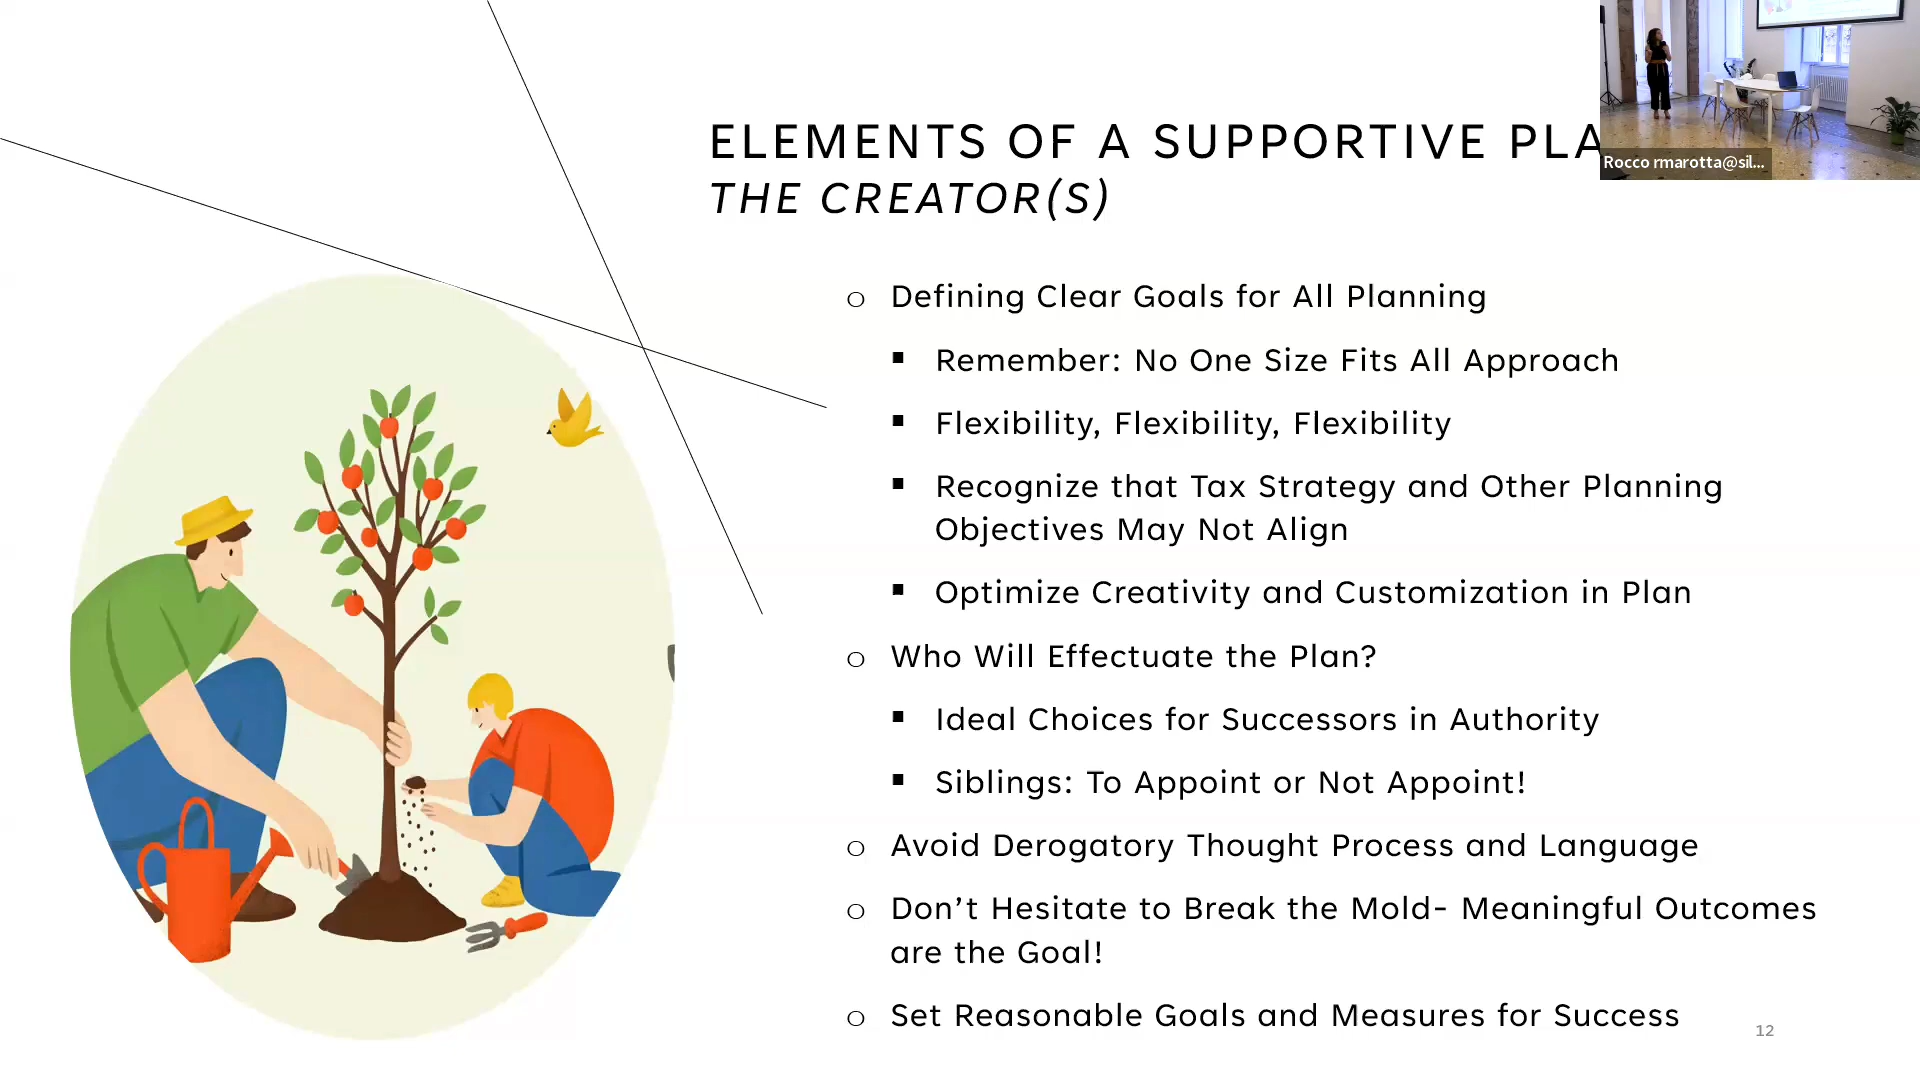 ELEMENTS OF A SUPPORTIVE
THE CREATOR(S)
Rocco rmarotta@sil...
o Defining Clear Goals for All Planning
▪ Remember: No One Size Fits All Approach
▪ Flexibility, Flexibility, Flexibility
▪ Recognize that Tax Strategy and Other Planning
Objectives May Not Align
▪ Optimize Creativity and Customization in Plan
o Who Will Effectuate the Plan?
▪ Ideal Choices for Successors in Authority
▪ Siblings: To Appoint or Not Appoint!
o Avoid Derogatory Thought Process and Language
o Don’t Hesitate to Break the Mold- Meaningful Outcomes
are the Goal!
o Set Reasonable Goals and Measures for Success
12